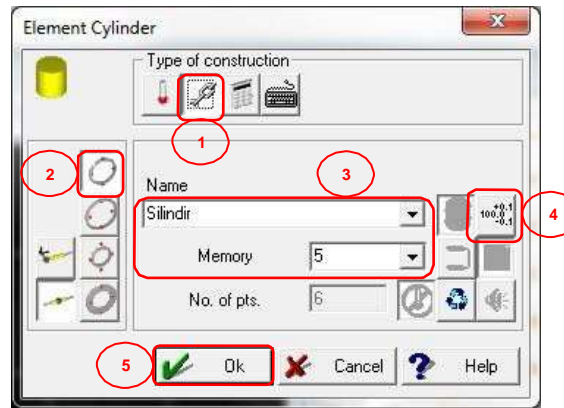 Element Cylinder
Type of construction
1
2
3
Name
Silindir
100.0 +0.1 -0.1
4
Memory 5
No. of pts. 6
5
Ok Cancel Help